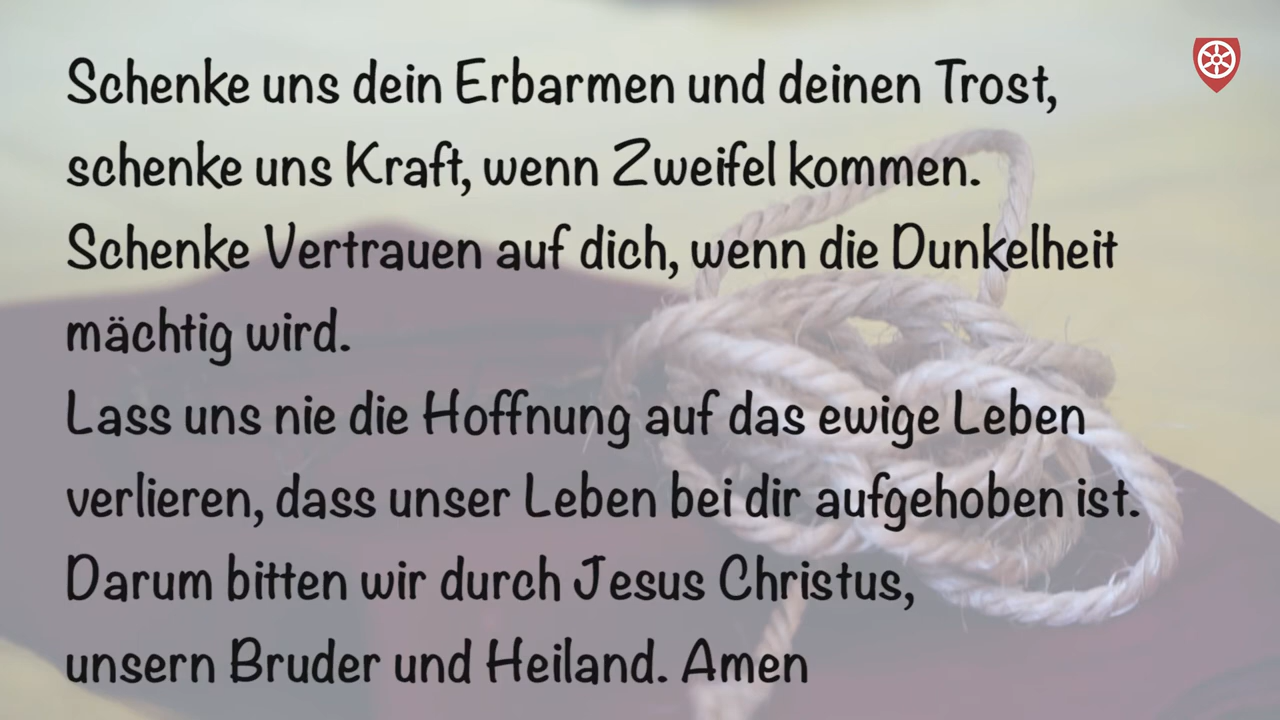 Schenke uns dein Erbarmen und deinen Trost,
schenke uns Kraft, wenn Zweifel kommen.
Schenke Vertrauen auf dich, wenn die Dunkelheit
mächtig wird.
Lass uns nie die Hoffnung auf das ewige Leben
verlieren, dass unser Leben bei dir aufgehoben ist.
Darum bitten wir durch Jesus Christus,
unsern Bruder und Heiland. Amen